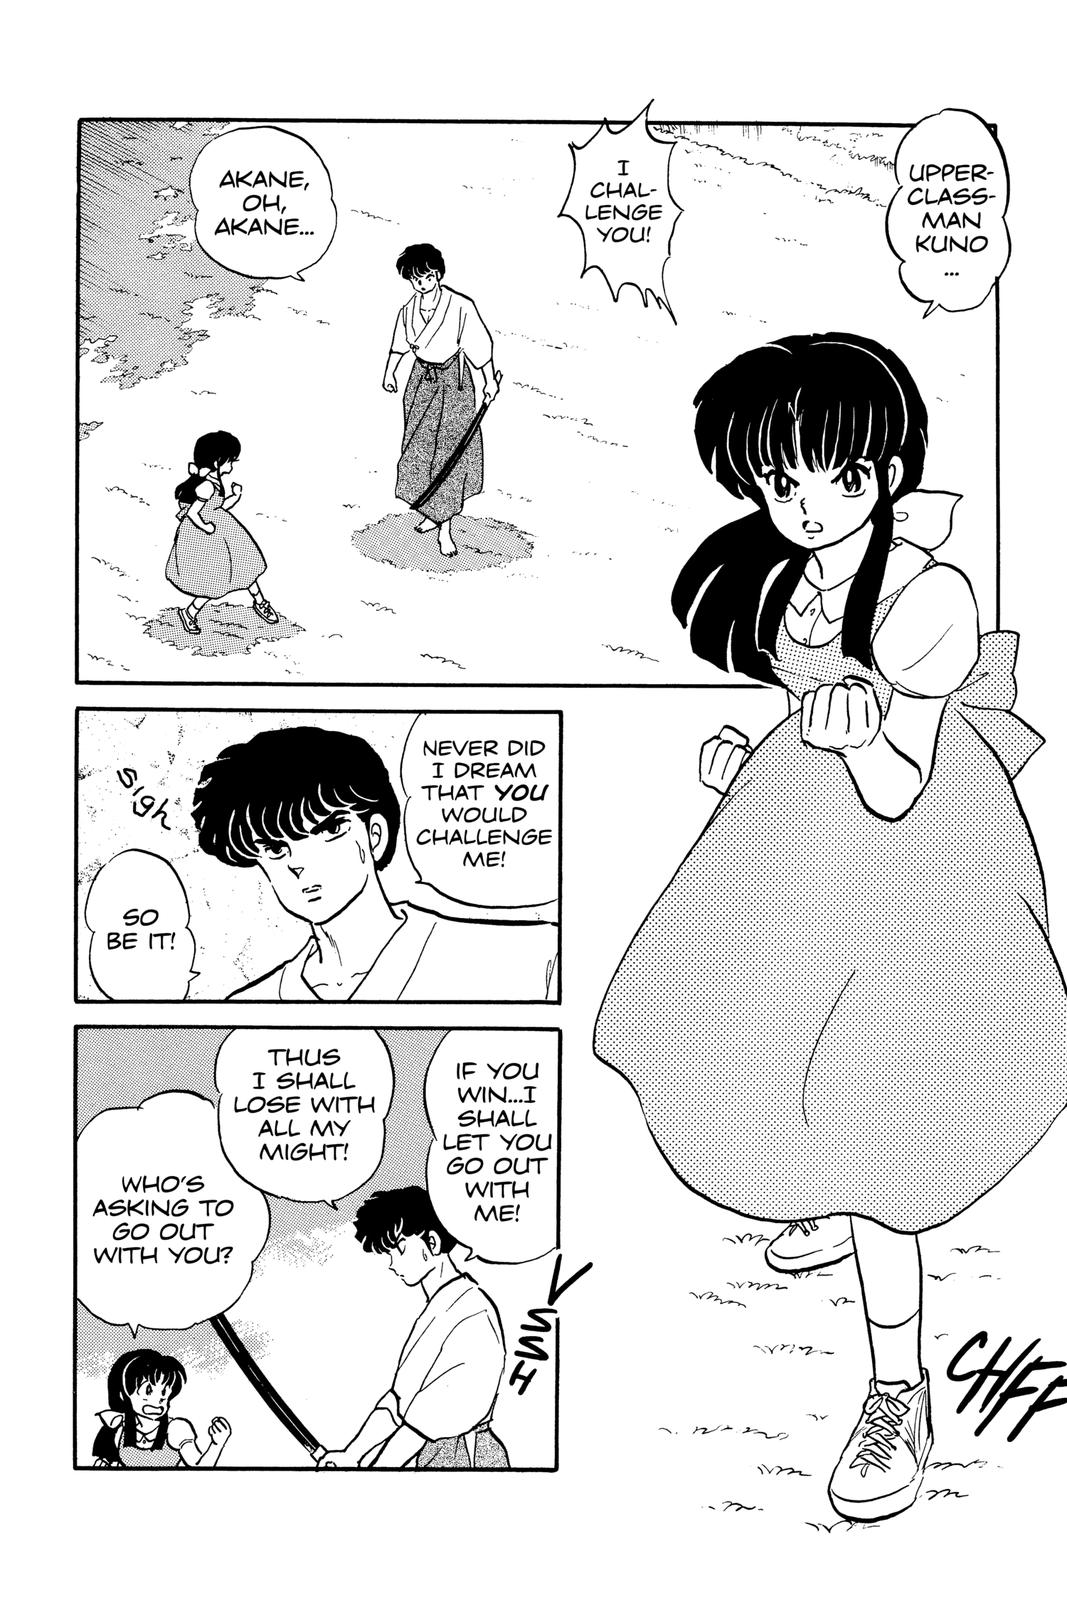 UPPER-
CLASS-
MAN
KUNO
...
I
CHAL-
LENGE
YOU!
AKANE,
OH,
AKANE...
CHFF
NEVER DID
I DREAM
THAT YOU
WOULD
CHALLENGE
ME!
sigh
SO
BE IT!
IF YOU
WIN...I
SHALL
LET YOU
GO OUT
WITH
ME!
THUS
I SHALL
LOSE WITH
ALL MY
MIGHT!
WHO'S
ASKING TO
GO OUT
WITH YOU?
VSSH